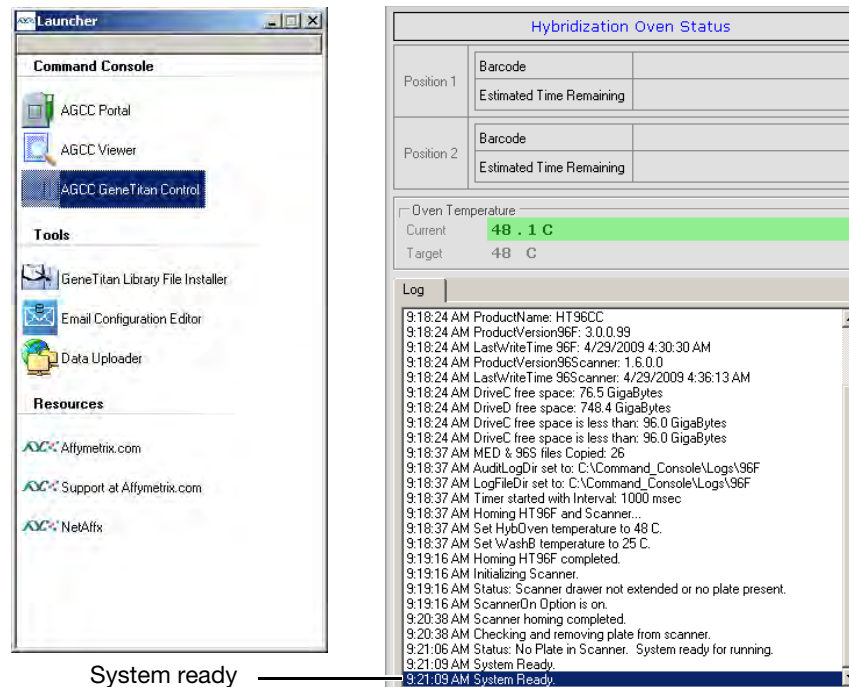 Launcher
Command Console
AGCC Portal
AGCC Viewer
AGCC GeneTitan Control
Tools
GeneTitan Library File Installer
Email Configuration Editor
Data Uploader
Resources
Affymetrix.com
Support at Affymetrix.com
NetAffx
System ready
Hybridization Oven Status
Position 1
Barcode
Estimated Time Remaining
Position 2
Barcode
Estimated Time Remaining
Oven Temperature
Current 48.1 C
Target 48 C
Log
9:18:24 AM ProductName: HT96CC
9:18:24 AM ProductVersion96F: 3.0.0.99
9:18:24 AM LastWriteTime 96F: 4/29/2009 4:30:30 AM
9:18:24 AM ProductVersion96Scanner: 1.6.0.0
9:18:24 AM LastWriteTime 96Scanner: 4/29/2009 4:36:13 AM
9:18:24 AM DriveC free space: 76.5 GigaBytes
9:18:24 AM DriveD free space: 748.4 GigaBytes
9:18:24 AM DriveC free space is less than: 96.0 GigaBytes
9:18:24 AM DriveC free space is less than: 96.0 GigaBytes
9:18:37 AM MED & 96S files Copied: 26
9:18:37 AM AuditLogDir set to: C:\Command_Console\Logs\96F
9:18:37 AM LogFileDir set to: C:\Command_Console\Logs\96F
9:18:37 AM Timer started with Interval: 1000 msec
9:18:37 AM Homing HT96F and Scanner...
9:18:37 AM Set HybOven temperature to 48 C.
9:18:37 AM Set WashB temperature to 25 C.
9:19:16 AM Homing HT96F completed.
9:19:16 AM Initializing Scanner.
9:19:16 AM Status: Scanner drawer not extended or no plate present.
9:19:16 AM ScannerOn Option is on.
9:20:38 AM Scanner homing completed.
9:20:38 AM Checking and removing plate from scanner.
9:21:06 AM Status: No Plate in Scanner. System ready for running.
9:21:09 AM System Ready.
9:21:09 AM System Ready.